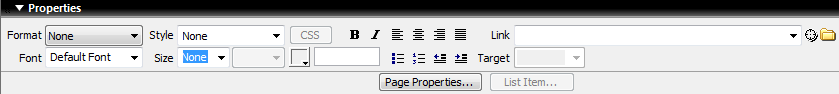 Properties
Format None Style None CSS B I Link
Font Default Font Size None Target
Page Properties... List Item...